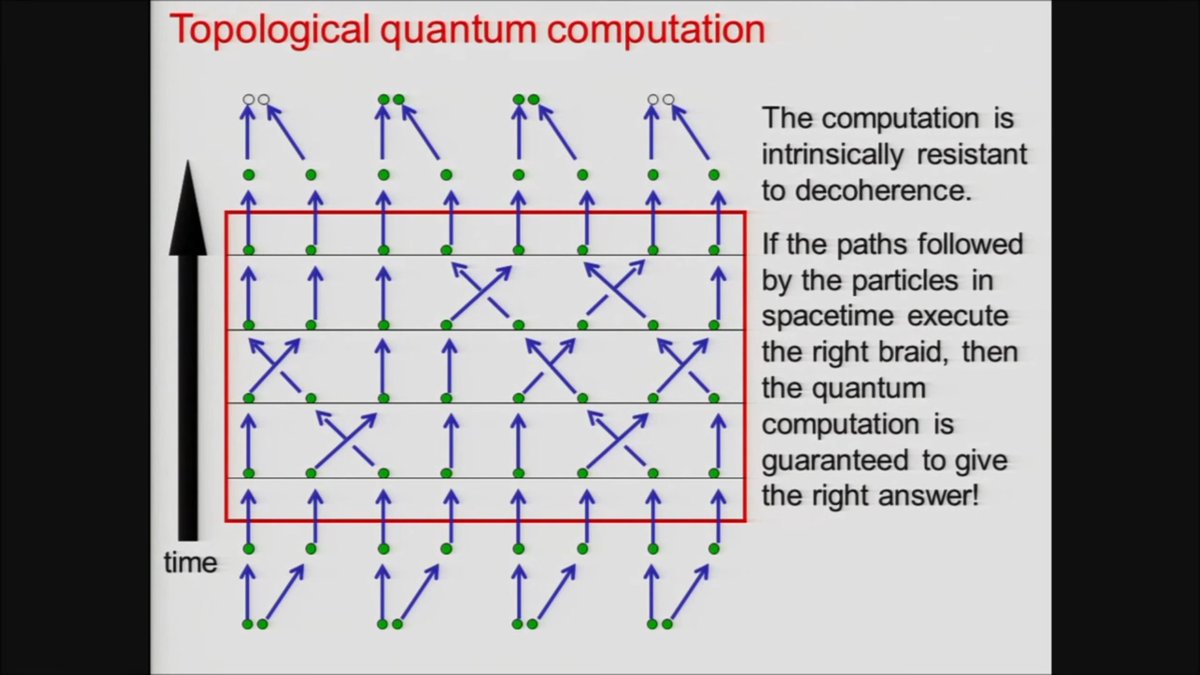 Topological quantum computation
The computation is
intrinsically resistant
to decoherence.
If the paths followed
by the particles in
spacetime execute
the right braid, then
the quantum
computation is
guaranteed to give
the right answer!
time